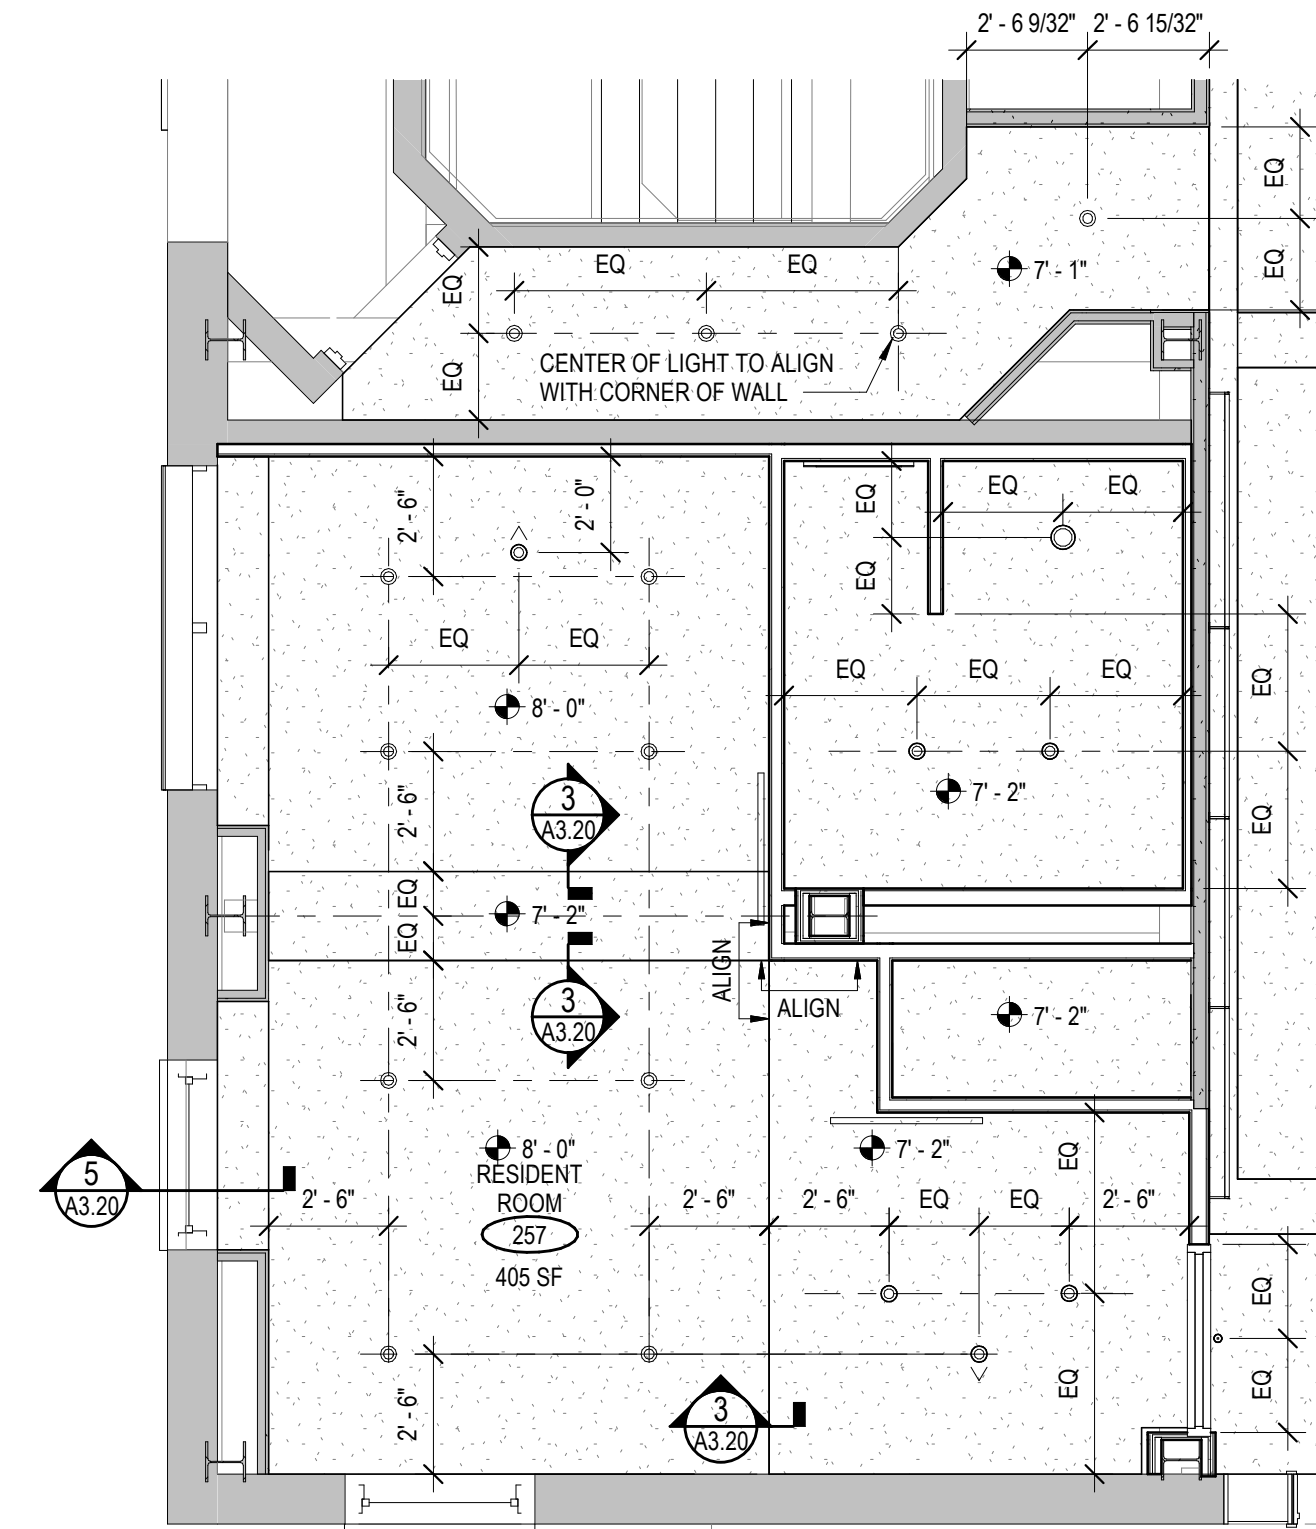 2' - 6 9/32" 2' - 6 15/32"
EQ
EQ
EQ
EQ
EQ
EQ
7' - 1"
CENTER OF LIGHT TO ALIGN
WITH CORNER OF WALL
2' - 6"
2' - 0"
EQ
EQ
EQ
EQ
EQ
EQ
EQ
EQ
EQ
EQ
EQ
EQ
8' - 0"
7' - 2"
3
A3.20
2' - 6"
EQ
EQ
7' - 2"
3
A3.20
2' - 6"
ALIGN
ALIGN
7' - 2"
8' - 0"
RESIDENT
ROOM
257
405 SF
7' - 2"
5
A3.20
2' - 6"
2' - 6"
2' - 6"
EQ
EQ
2' - 6"
EQ
EQ
EQ
EQ
2' - 6"
3
A3.20